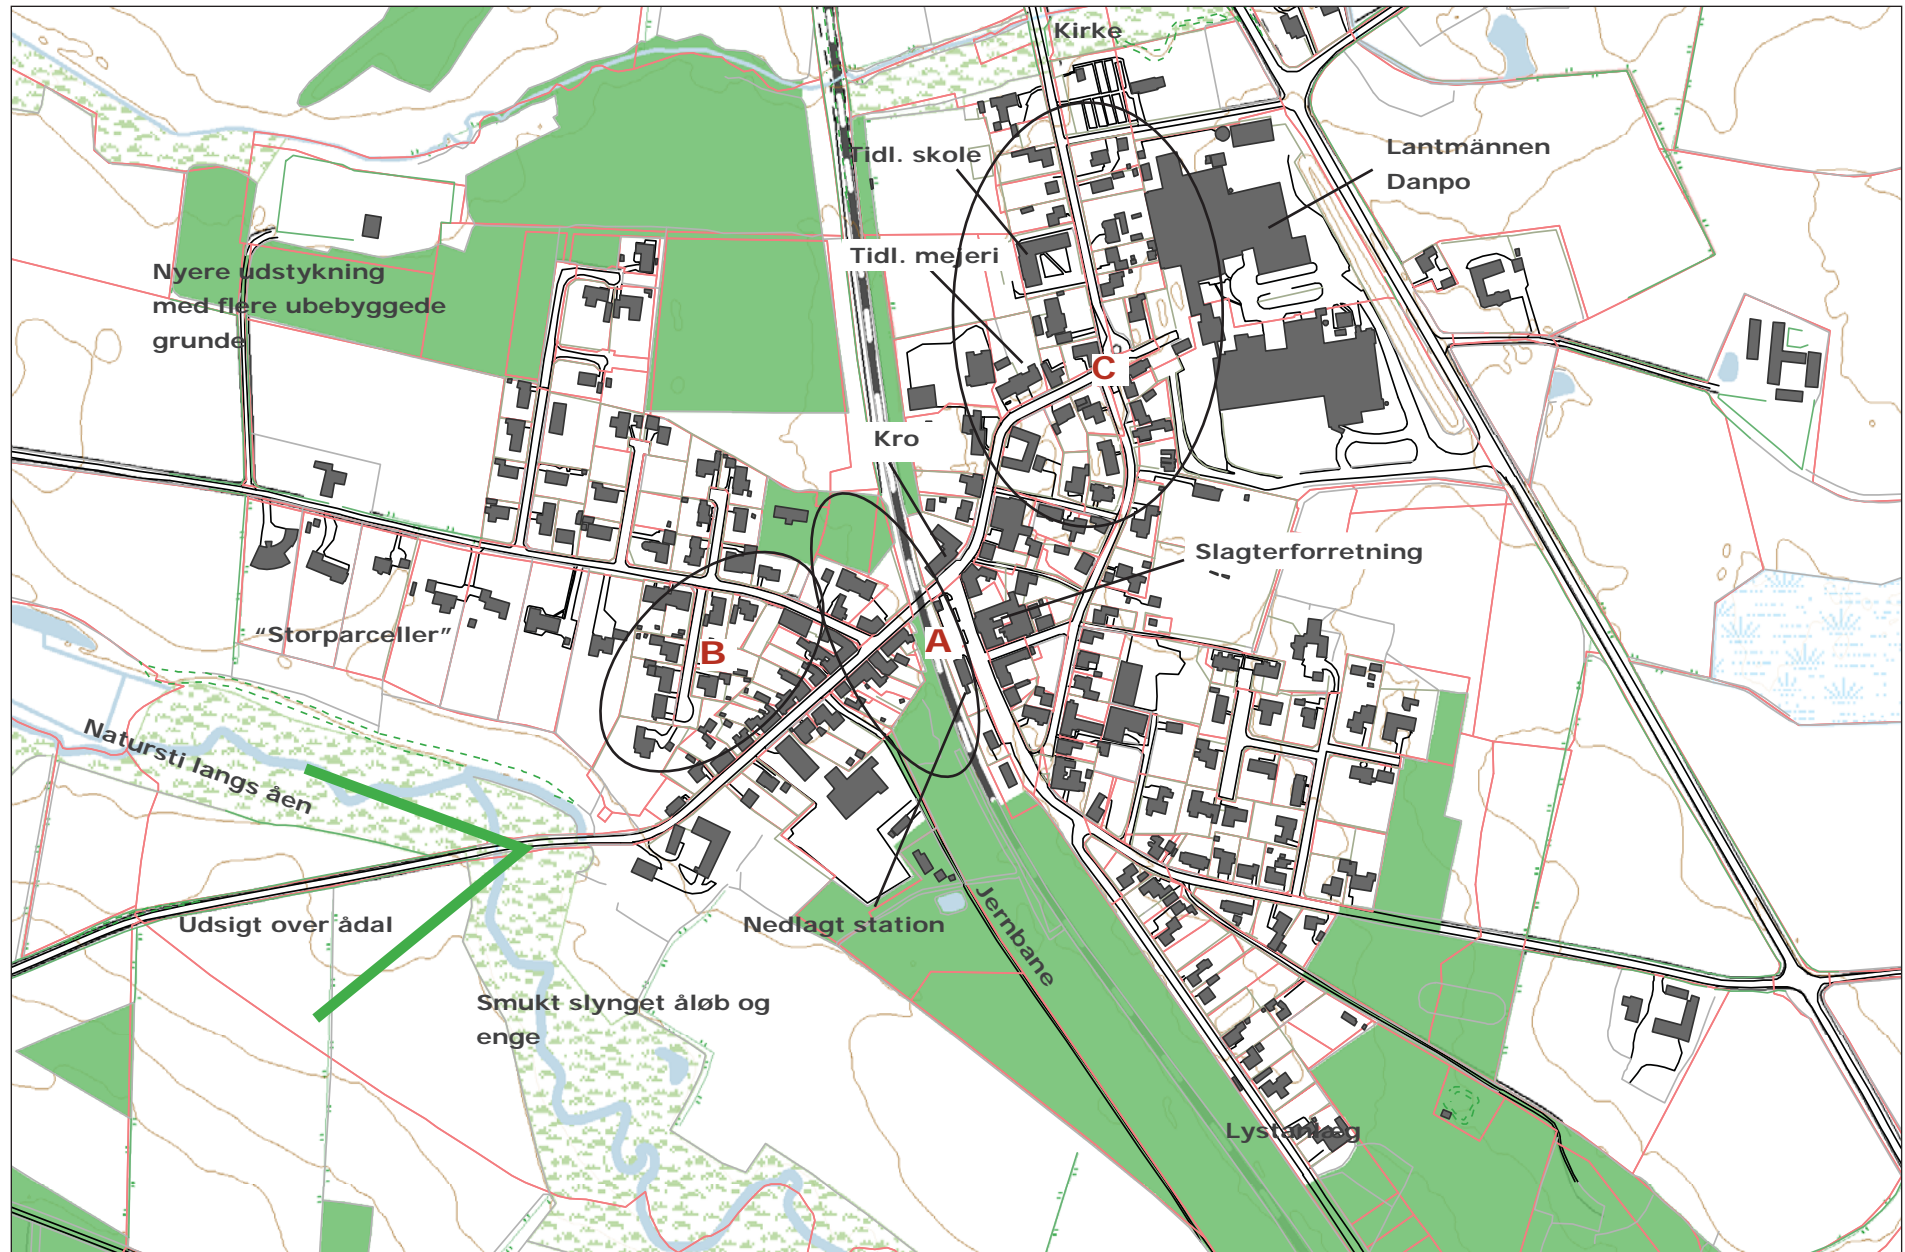 Kirke
Tidl. skole
Lantmännen
Danpo
Tidl. mejeri
Nyere udstykning
med flere ubebyggede
grunde
C
Kro
Slagterforretning
"Storparceller"
A
B
Natursti langs åen
Udsigt over ådal
Nedlagt station
Jernbane
Smukt slynget åløb og
enge
Lystanlæg